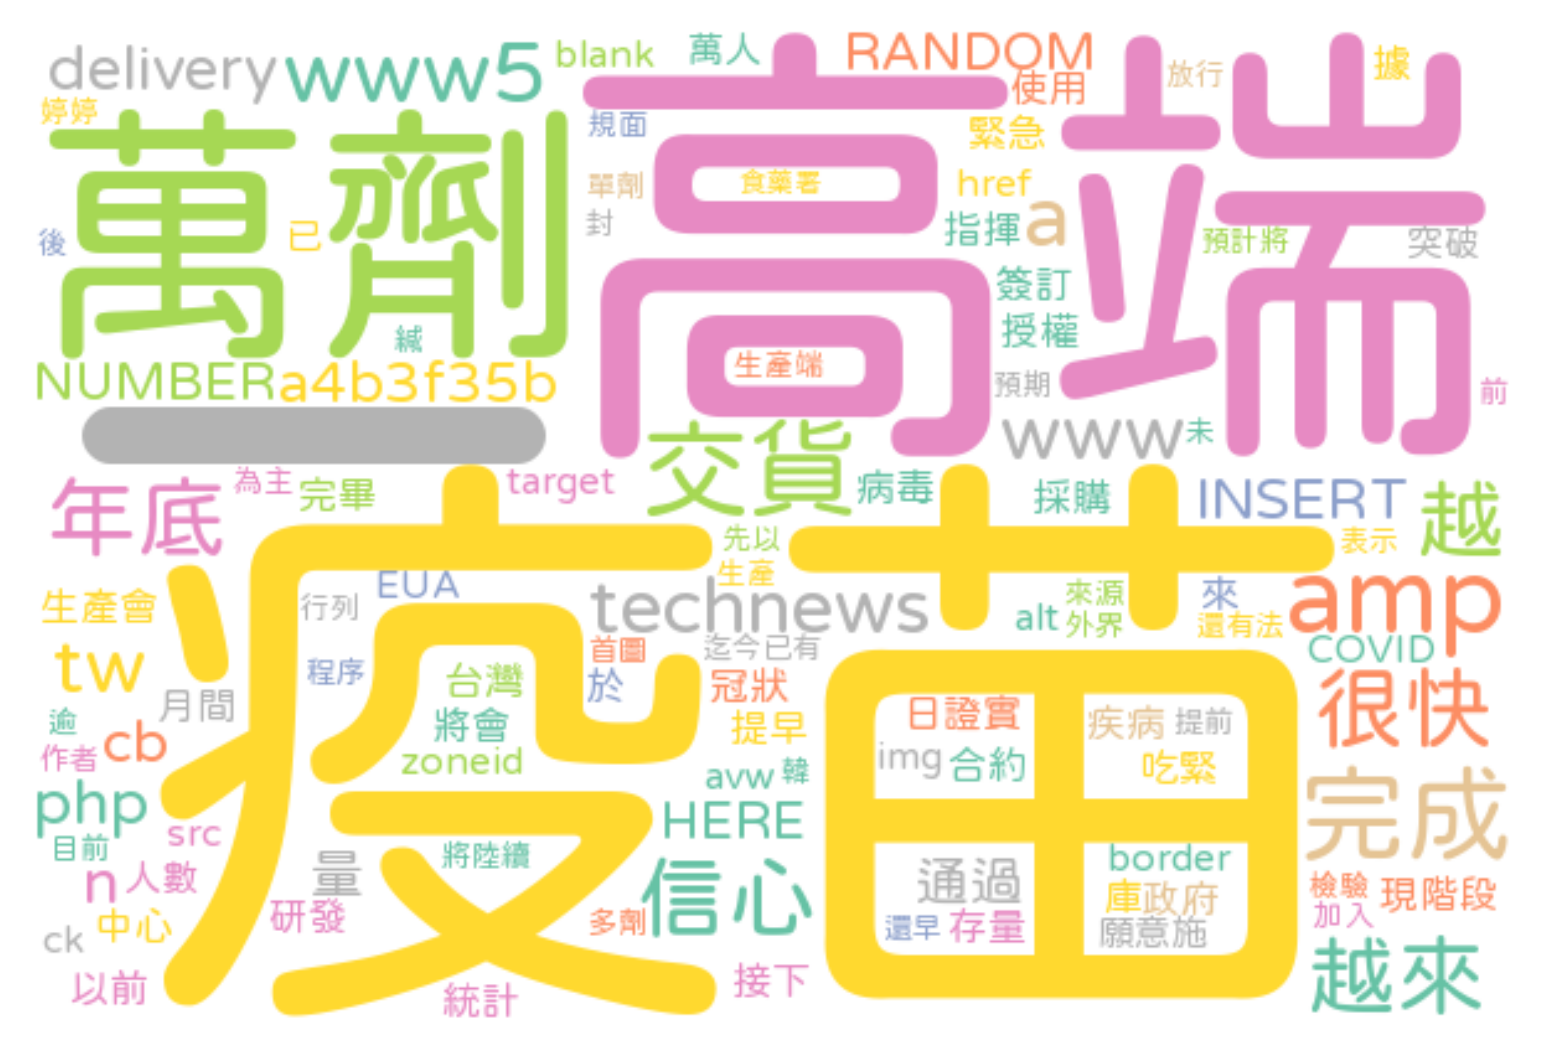 delivery
www5
blank
萬人
RANDOM
使用
放行
據
婷婷
萬劑
高端
規面
緊急
單劑
食藥署
href
封
指揮
a
預計將
突破
後
已
緘
簽訂
授權
生產端
預期
前
NUMBER
a4b3f35b
交貨
www
未
年底
為主
完畢
target
病毒
採購
INSERT
越
疫苗
先以
表示
生產
生產會
行列
EUA
technews
alt
來源
外界
來
還有法
amp
COVID
tw
程序
台灣
首圖
迄今已有
於
冠狀
很快
月間
逾
將會
提早
日證實
疾病
提前
作者
cb
zoneid
avw
韓
img
合約
吃緊
php
src
HERE
完成
目前
將陸續
border
n
人數
量
信心
通過
庫
政府
檢驗
現階段
加入
ck
中心
研發
多劑
還早
存量
願意施
越來
以前
統計
接下